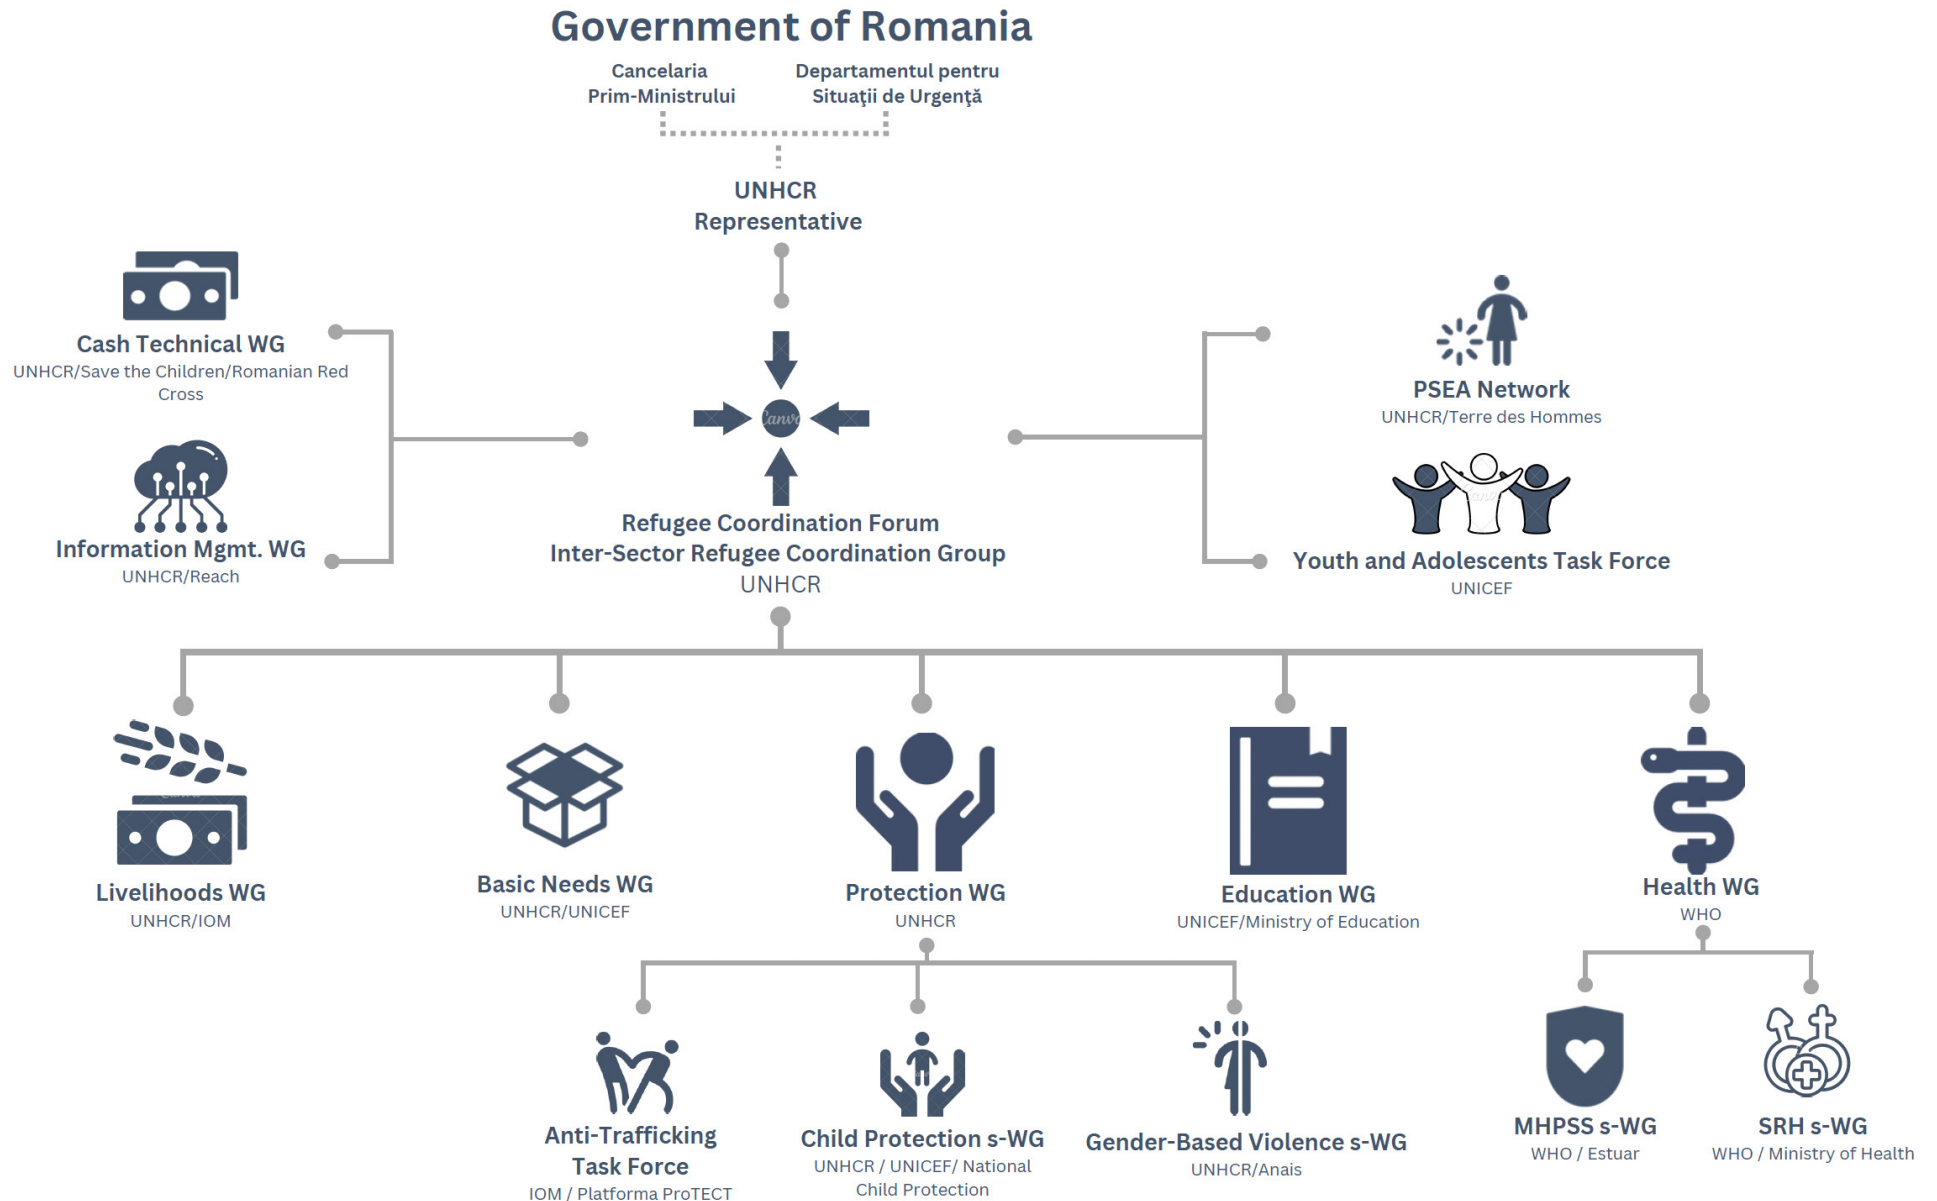 Government of Romania
Cancelaria
Prim-Ministrului
Departamentul pentru
Situaţii de Urgenţă
UNHCR
Representative
Cash Technical WG
UNHCR/Save the Children/Romanian Red
Cross
Information Mgmt. WG
UNHCR/Reach
Canva
Refugee Coordination Forum
Inter-Sector Refugee Coordination Group
UNHCR
PSEA Network
UNHCR/Terre des Hommes
Canva
Youth and Adolescents Task Force
UNICEF
Canva
Livelihoods WG
UNHCR/IOM
Basic Needs WG
UNHCR/UNICEF
Protection WG
UNHCR
Education WG
UNICEF/Ministry of Education
Health WG
WHO
Anti-Trafficking
Task Force
IOM / Platforma ProTECT
Child Protection s-WG
UNHCR / UNICEF/ National
Child Protection
Gender-Based Violence s-WG
UNHCR/Anais
MHPSS s-WG
WHO / Estuar
SRH s-WG
WHO / Ministry of Health